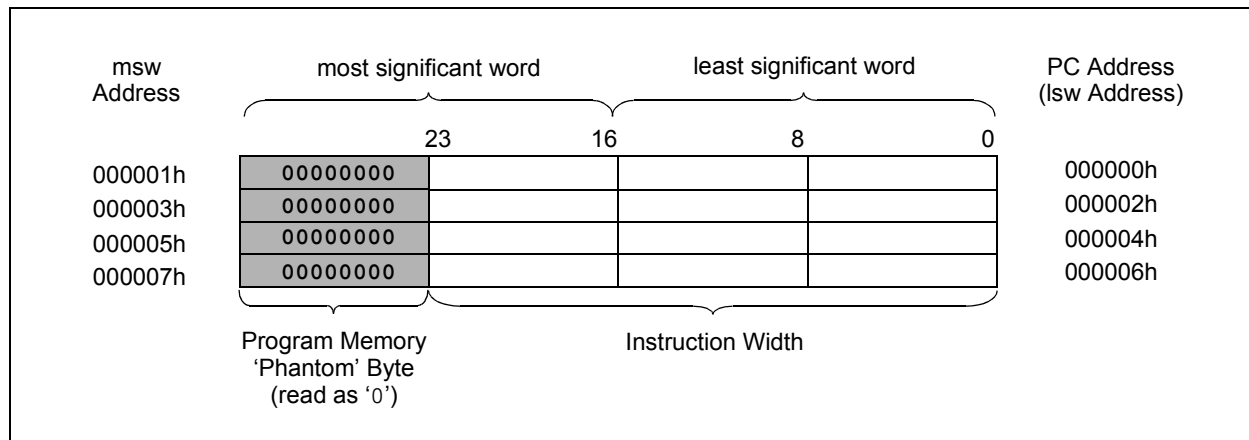 msw
Address
most significant word
least significant word
PC Address
(lsw Address)
23
16
8
0
000001h
00000000
000000h
000003h
00000000
000002h
000005h
00000000
000004h
000007h
00000000
000006h
Program Memory
‘Phantom’ Byte
(read as ‘0’)
Instruction Width